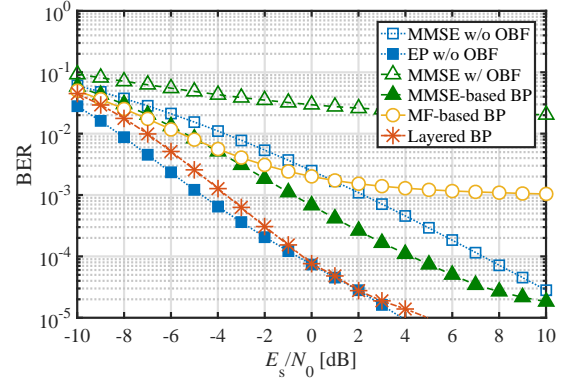 10^0
10^-1
10^-2
10^-3
10^-4
10^-5
BER
MMSE w/o OBF
EP w/o OBF
MMSE w/ OBF
MMSE-based BP
MF-based BP
Layered BP
-10 -8 -6 -4 -2 0 2 4 6 8 10
E_s/N_0 [dB]